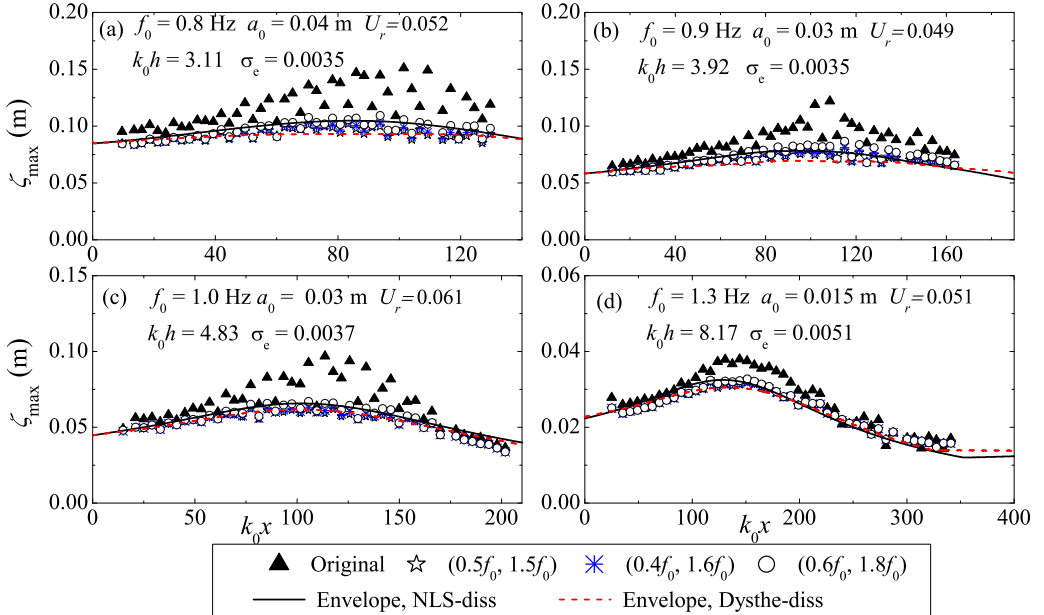 (a) f₀ = 0.8 Hz a₀ = 0.04 m Uᵣ=0.052
k₀h = 3.11 σₑ = 0.0035
0.20
0.15
0.10
0.05
0.00
ζmax (m)
0 40 80 120
(b) f₀ = 0.9 Hz a₀ = 0.03 m Uᵣ=0.049
k₀h = 3.92 σₑ = 0.0035
0.20
0.15
0.10
0.05
0.00
0 40 80 120 160
(c) f₀ = 1.0 Hz a₀ = 0.03 m Uᵣ=0.061
k₀h = 4.83 σₑ = 0.0037
0.15
0.10
0.05
0.00
ζmax (m)
0 50 100 150 200
k₀x
(d) f₀ = 1.3 Hz a₀ = 0.015 m Uᵣ=0.051
k₀h = 8.17 σₑ = 0.0051
0.06
0.04
0.02
0.00
0 100 200 300 400
k₀x
Original (0.5f₀, 1.5f₀) (0.4f₀, 1.6f₀) (0.6f₀, 1.8f₀)
Envelope, NLS-diss Envelope, Dysthe-diss